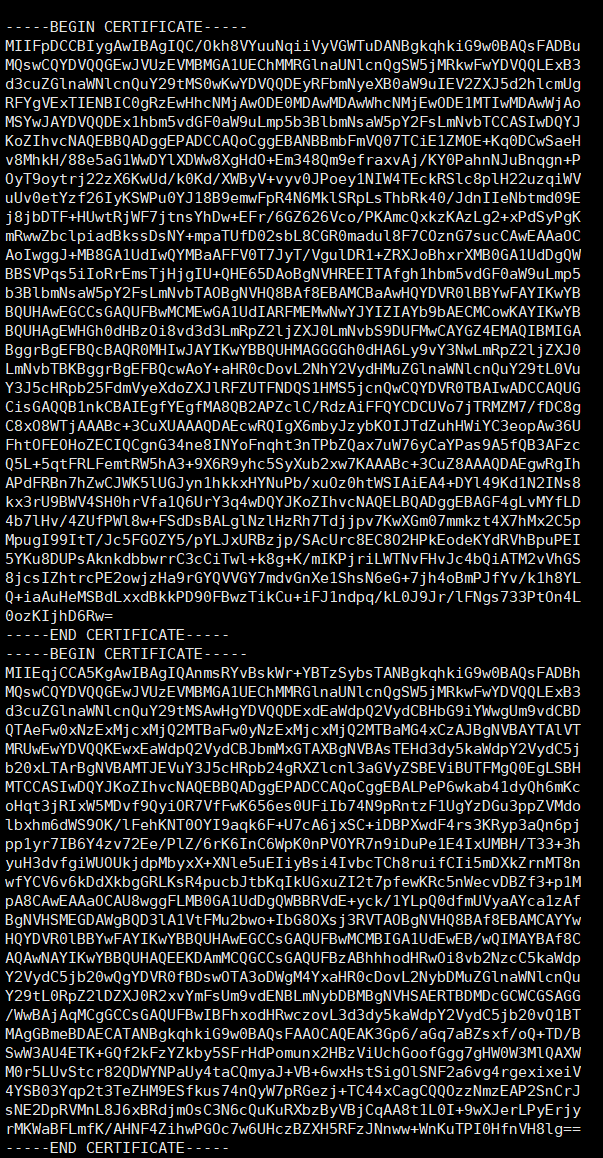 -----BEGIN CERTIFICATE-----
MIIFpDCCBIygAwIBAgIQC/Okh8VYuuNqiiVyVGWTuDANBgkqhkiG9w0BAQsFADBu
MQswCQYDVQQGEwJVUzEVMBMGA1UEChMMRGlnaUNlcnQgSW5jMRkwFwYDVQQLExB3
d3cuZGlnaWNlcnQuY29tMS0wKwYDVQQDEyRFbmNyeXB0aW9uIEV2ZXJ5d2hlcmUg
RFYgVExTIENBIC0gRzEwHhcNMjAwODE0MDAwMDAwWhcNMjEwODE1MTIwMDAwWjAo
MSYwJAYDVQQDEx1hbm5vdGF0aW9uLmp5b3BlbmNsaW5pY2FsLmNvbTCCASIwDQYJ
KoZIhvcNAQEBBQADggEPADCCAQoCggEBANBBmbFmVQ07TCiE1ZMOE+Kq0DCwSaeH
v8MhkH/88e5aG1WwDYlXDWw8XgHdO+Em348Qm9efraxvAj/KY0PahnNJuBnqgn+P
OyT9oytrj22zX6KwUd/k0Kd/XWByV+vyv0JPoey1NIW4TEckRSlc8plH22uzqiWV
uUv0etYzf26IyKSWPu0YJ18B9emwFpR4N6MklSRpLsThbRk40/JdnIIeNbtmd09E
j8jbDTF+HUwtRjWF7jtnsYhDw+EFr/6GZ626Vco/PKAmcQxkzKAzLg2+xPdSyPgK
mRwwZbclpiadBkssDsNY+mpaTUfD02sbL8CGR0madul8F7COznG7sucCAwEAAaOC
AoIwggJ+MB8GA1UdIwQYMBaAFFV0T7JyT/VgulDR1+ZRXJoBhxrXMB0GA1UdDgQW
BBSVPqs5iIoRrEmsTjHjgIU+QHE65DAoBgNVHREEITAfgh1hbm5vdGF0aW9uLmp5
b3BlbmNsaW5pY2FsLmNvbTAOBgNVHQ8BAf8EBAMCBaAwHQYDVR0lBBYwFAYIKwYB
BQUHAwEGCCsGAQUFBwMCMEwGA1UdIARFMEMwNwYJYIZIAYb9bAECMCowKAYIKwYB
BQUHAgEWHGh0dHBzOi8vd3d3LmRpZ2ljZXJ0LmNvbS9DUFMwCAYGZ4EMAQIBMIGA
BggrBgEFBQcBAQR0MHIwJAYIKwYBBQUHMAGGGGh0dHA6Ly9vY3NwLmRpZ2ljZXJ0
LmNvbTBKBggrBgEFBQcwAoY+aHR0cDovL2NhY2VydHMuZGlnaWNlcnQuY29tL0Vu
Y3J5cHRpb25FdmVyeXdoZXJlRFZUTFNDQS1HMS5jcnQwCQYDVR0TBAIwADCCAQUG
CisGAQQB1nkCBAIEgfYEgfMA8QB2APZclC/RdzAiFFQYCDCUVo7jTRMZM7/fDC8g
C8xO8WTjAAABc+3CuXUAAAQDAEcwRQIgX6mbyJzybKOIJTdZuhHWiYC3eopAw36U
FhtOFEOHoZECIQCgnG34ne8INYoFnqht3nTPbZQax7uW76yCaYPas9A5fQB3AFzc
Q5L+5qtFRLFemtRW5hA3+9X6R9yhc5SyXub2xw7KAAABc+3CuZ8AAAQDAEgwRgIh
APdFRBn7hZwCJWK5lUGJyn1hkkxHYNuPb/xuOz0htWSIAiEA4+DYl49Kd1N2INs8
kx3rU9BWV4SH0hrVfa1Q6UrY3q4wDQYJKoZIhvcNAQELBQADggEBAGF4gLvMYfLD
4b7lHv/4ZUfPWl8w+FSdDsBALglNzlHzRh7Tdjjpv7KwXGm07mmkzt4X7hMx2C5p
MpugI99ItT/Jc5FGOZY5/pYLJxURBzjp/SAcUrc8EC8O2HPkEodeKYdRVhBpuPEI
5YKu8DUPsAknkdbbwrrC3cCiTwl+k8g+K/mIKPjriLWTNvFHvJc4bQiATM2vVhGS
8jcsIZhtrcPE2owjzHa9rGYQVVGY7mdvGnXe1ShsN6eG+7jh4oBmPJfYv/k1h8YL
Q+iaAuHeMSBdLxxdBkkPD90FBwzTikCu+iFJ1ndpq/kL0J9Jr/lFNgs733PtOn4L
0ozKIjhD6Rw=
-----END CERTIFICATE-----
-----BEGIN CERTIFICATE-----
MIIEqjCCA5KgAwIBAgIQAnmsRYvBskWr+YBTzSybsTANBgkqhkiG9w0BAQsFADBh
MQswCQYDVQQGEwJVUzEVMBMGA1UEChMMRGlnaUNlcnQgSW5jMRkwFwYDVQQLExB3
d3cuZGlnaWNlcnQuY29tMSAwHgYDVQQDExdEaWdpQ2VydCBHbG9iYWwgUm9vdCBD
QTAeFw0xNzExMjcxMjQ2MTBaFw0yNzExMjcxMjQ2MTBaMG4xCzAJBgNVBAYTAlVT
MRUwEwYDVQQKEwxEaWdpQ2VydCBJbmMxGTAXBgNVBAsTEHd3dy5kaWdpY2VydC5j
b20xLTArBgNVBAMTJEVuY3J5cHRpb24gRXZlcnl3aGVyZSBEViBUTFMgQ0EgLSBH
MTCCASIwDQYJKoZIhvcNAQEBBQADggEPADCCAQoCggEBALPeP6wkab41dyQh6mKc
oHqt3jRIxW5MDvf9QyiOR7VfFwK656es0UFiIb74N9pRntzF1UgYzDGu3ppZVMdo
lbxhm6dWS9OK/lFehKNT0OYI9aqk6F+U7cA6jxSC+iDBPXwdF4rs3KRyp3aQn6pj
pp1yr7IB6Y4zv72Ee/PlZ/6rK6InC6WpK0nPVOYR7n9iDuPe1E4IxUMBH/T33+3h
yuH3dvfgiWUOUkjdpMbyxX+XNle5uEIiyBsi4IvbcTCh8ruifCIi5mDXkZrnMT8n
wfYCV6v6kDdXkbgGRLKsR4pucbJtbKqIkUGxuZI2t7pfewKRc5nWecvDBZf3+p1M
pA8CAwEAAaOCAU8wggFLMB0GA1UdDgQWBBRVdE+yck/1YLpQ0dfmUVyaAYca1zAf
BgNVHSMEGDAWgBQD3lA1VtFMu2bwo+IbG8OXsj3RVTAOBgNVHQ8BAf8EBAMCAYYw
HQYDVR0lBBYwFAYIKwYBBQUHAwEGCCsGAQUFBwMCMBIGA1UdEwEB/wQIMAYBAf8C
AQAwNAYIKwYBBQUHAQEEKDAmMCQGCCsGAQUFBzABhhhodHRwOi8vb2NzcC5kaWdp
Y2VydC5jb20wQgYDVR0fBDswOTA3oDWgM4YxaHR0cDovL2NybDMuZGlnaWNlcnQu
Y29tL0RpZ2lDZXJ0R2xvYmFsUm9vdENBLmNybDBMBgNVHSAERTBDMDcGCWCGSAGG
/WwBAjAqMCgGCCsGAQUFBwIBFhxodHRwczovL3d3dy5kaWdpY2VydC5jb20vQ1BT
MAgGBmeBDAECATANBgkqhkiG9w0BAQsFAAOCAQEAK3Gp6/aGq7aBZsxf/oQ+TD/B
SwW3AU4ETK+GQf2kFzYZkby5SFrHdPomunx2HBzViUchGoofGgg7gHW0W3MlQAXW
M0r5LUvStcr82QDWYNPaUy4taCQmyaJ+VB+6wxHstSigOlSNF2a6vg4rgexixeiV
4YSB03Yqp2t3TeZHM9ESfkus74nQyW7pRGezj+TC44xCagCQQOzzNmzEAP2SnCrJ
sNE2DpRVMnL8J6xBRdjmOsC3N6cQuKuRXbzByVBjCqAA8t1L0I+9wXJerLPyErjy
rMKWaBFLmfK/AHNF4ZihwPGOc7w6UHczBZXH5RFzJNnww+WnKuTPI0HfnVH8lg==
-----END CERTIFICATE-----